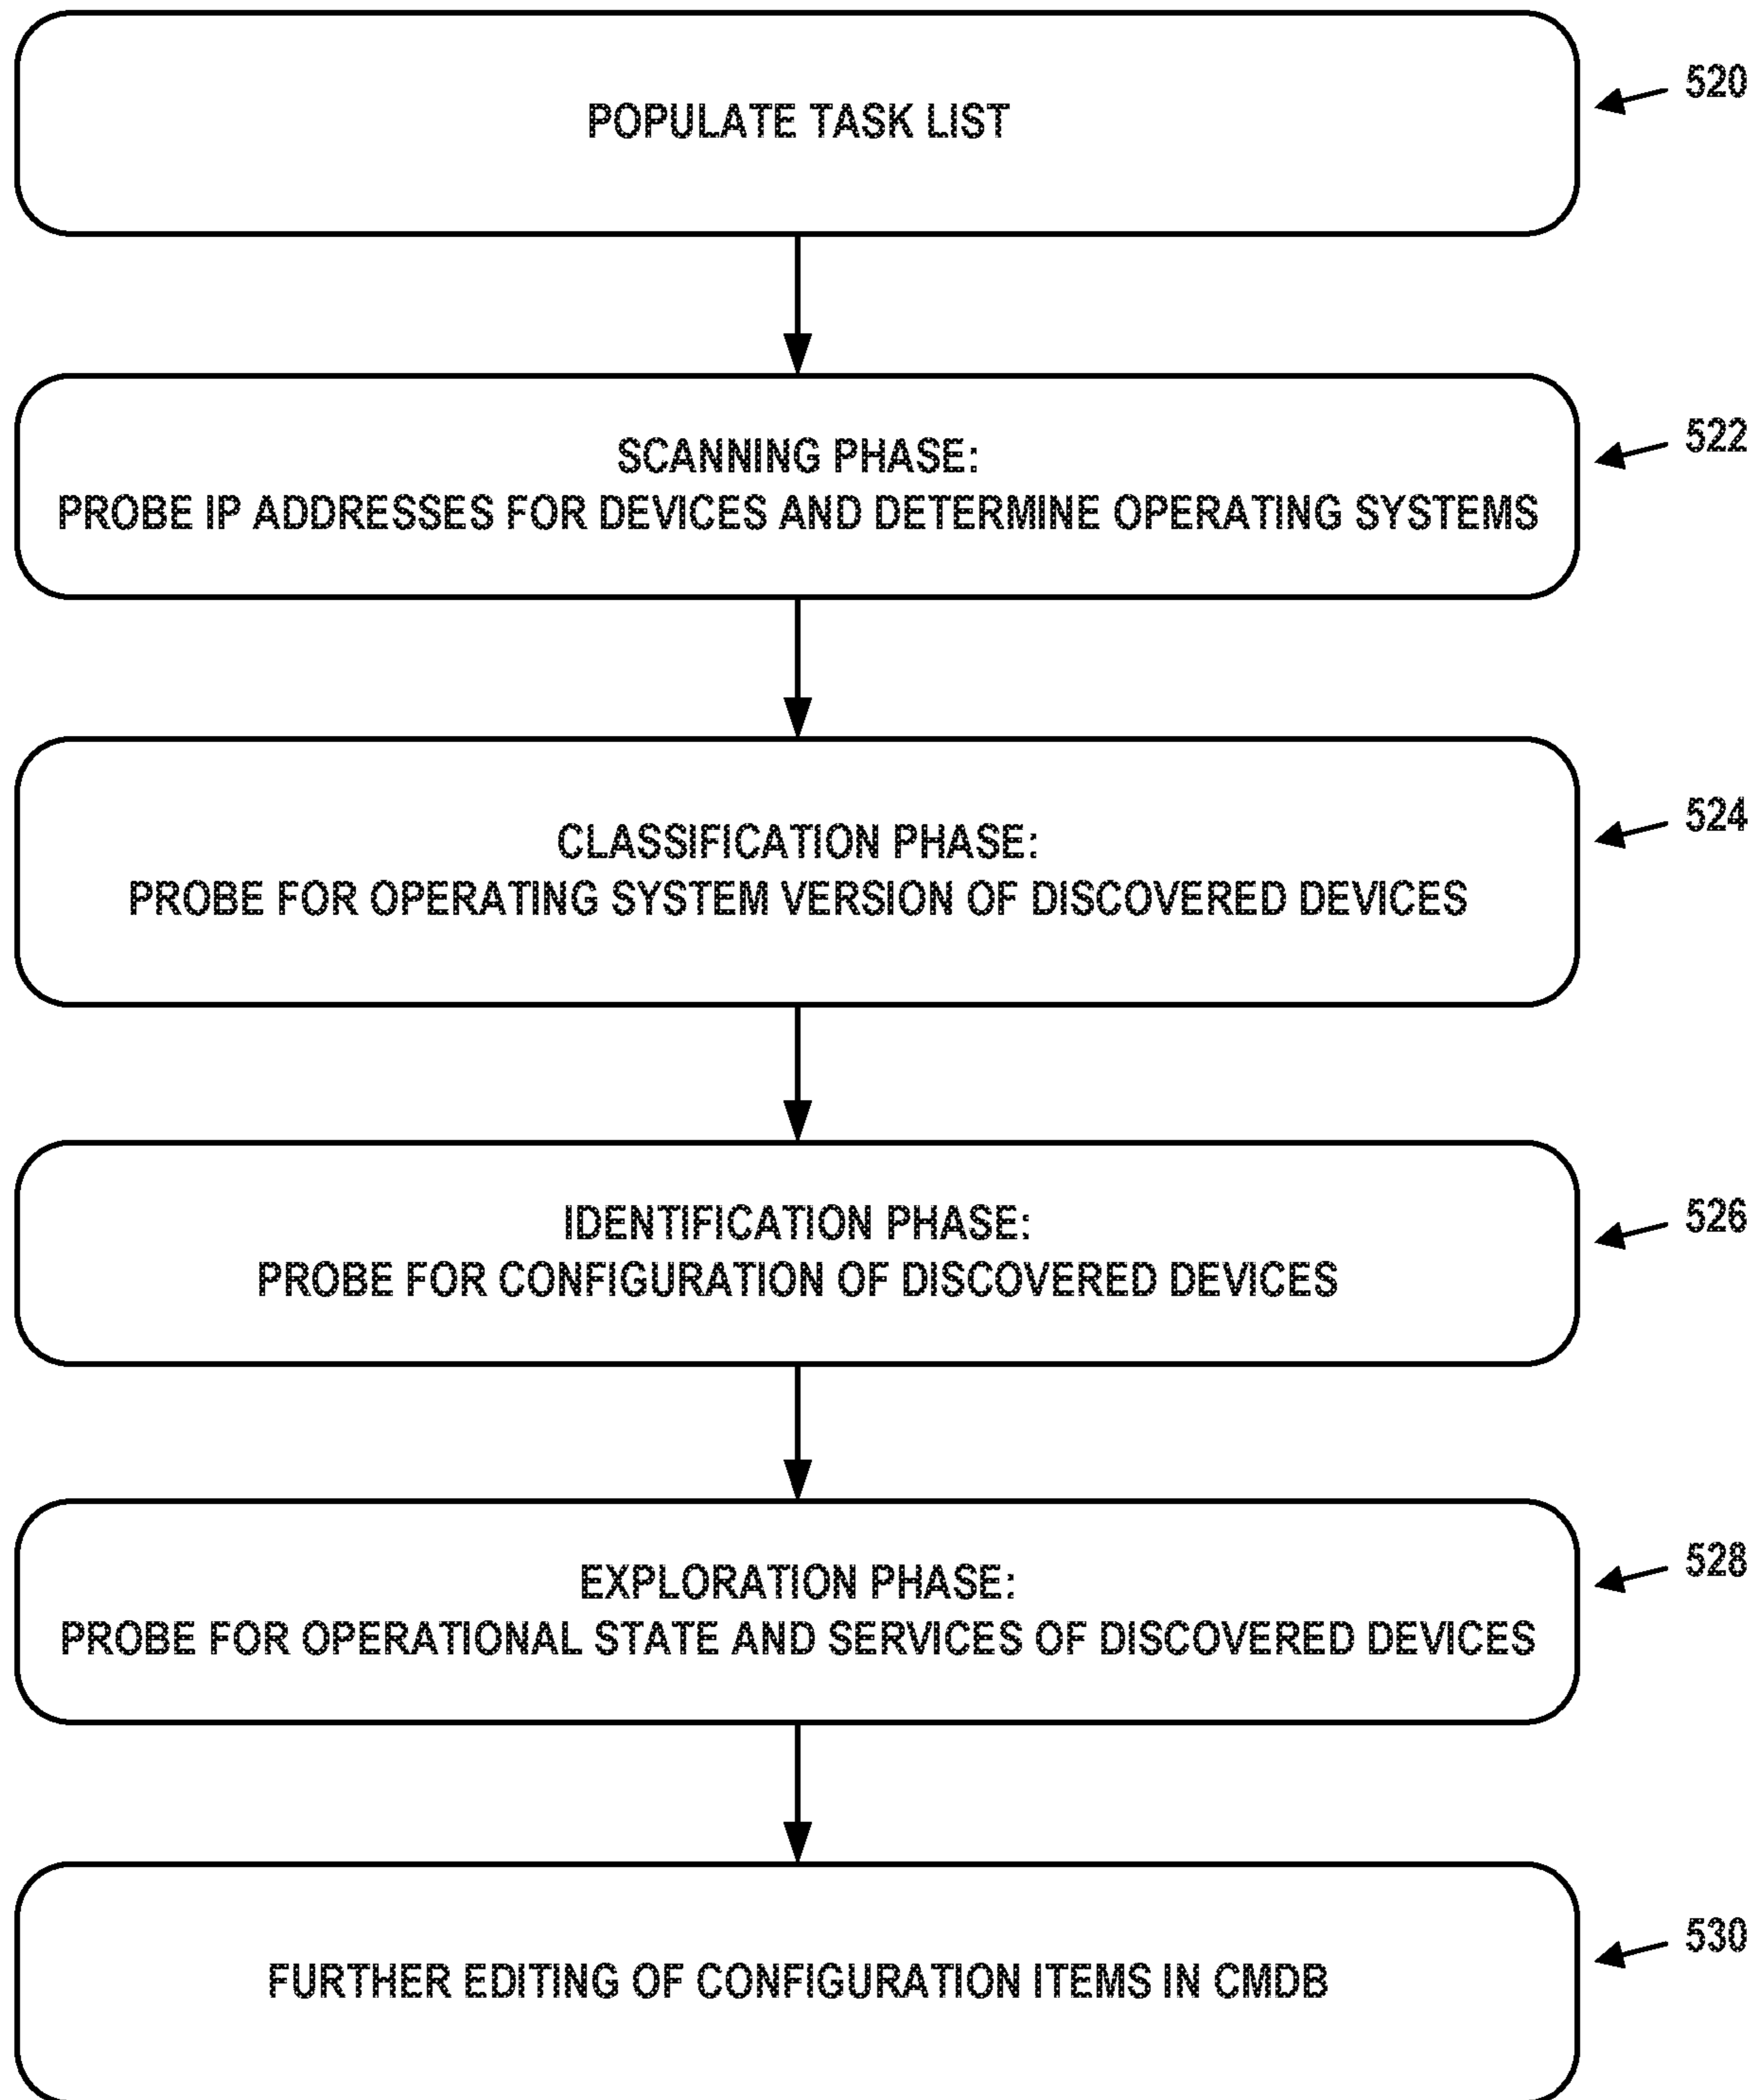 POPULATE TASK LIST
520
SCANNING PHASE:
PROBE IP ADDRESSES FOR DEVICES AND DETERMINE OPERATING SYSTEMS
522
CLASSIFICATION PHASE:
PROBE FOR OPERATING SYSTEM VERSION OF DISCOVERED DEVICES
524
IDENTIFICATION PHASE:
PROBE FOR CONFIGURATION OF DISCOVERED DEVICES
526
EXPLORATION PHASE:
PROBE FOR OPERATIONAL STATE AND SERVICES OF DISCOVERED DEVICES
528
FURTHER EDITING OF CONFIGURATION ITEMS IN CMDB
530